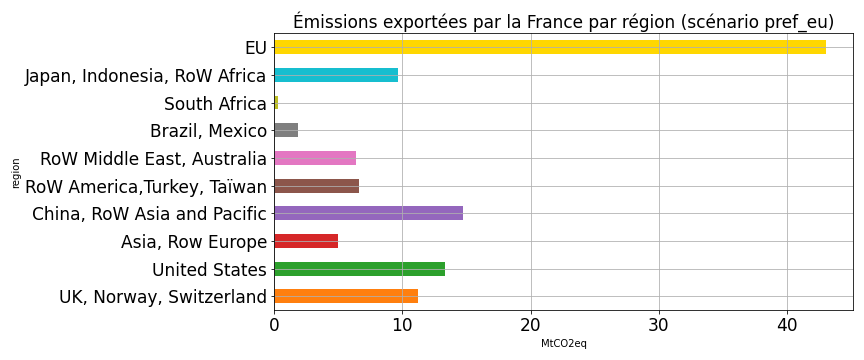 Émissions exportées par la France par région (scénario pref_eu)
EU
Japan, Indonesia, RoW Africa
South Africa
Brazil, Mexico
RoW Middle East, Australia
RoW America,Turkey, Taïwan
China, RoW Asia and Pacific
Asia, Row Europe
United States
UK, Norway, Switzerland
region
0 10 20 30 40
MtCO2eq